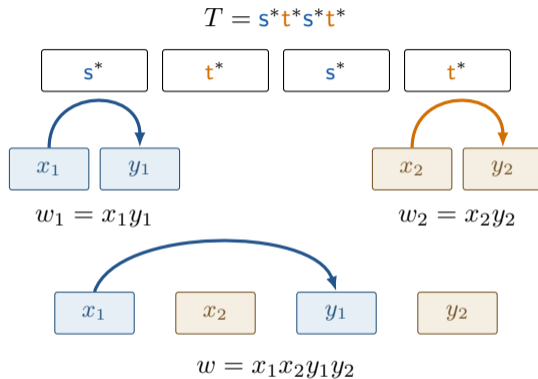 T = s*t*s*t*
s* t* s* t*
x₁ y₁ x₂ y₂
w₁ = x₁y₁ w₂ = x₂y₂
x₁ x₂ y₁ y₂
w = x₁x₂y₁y₂